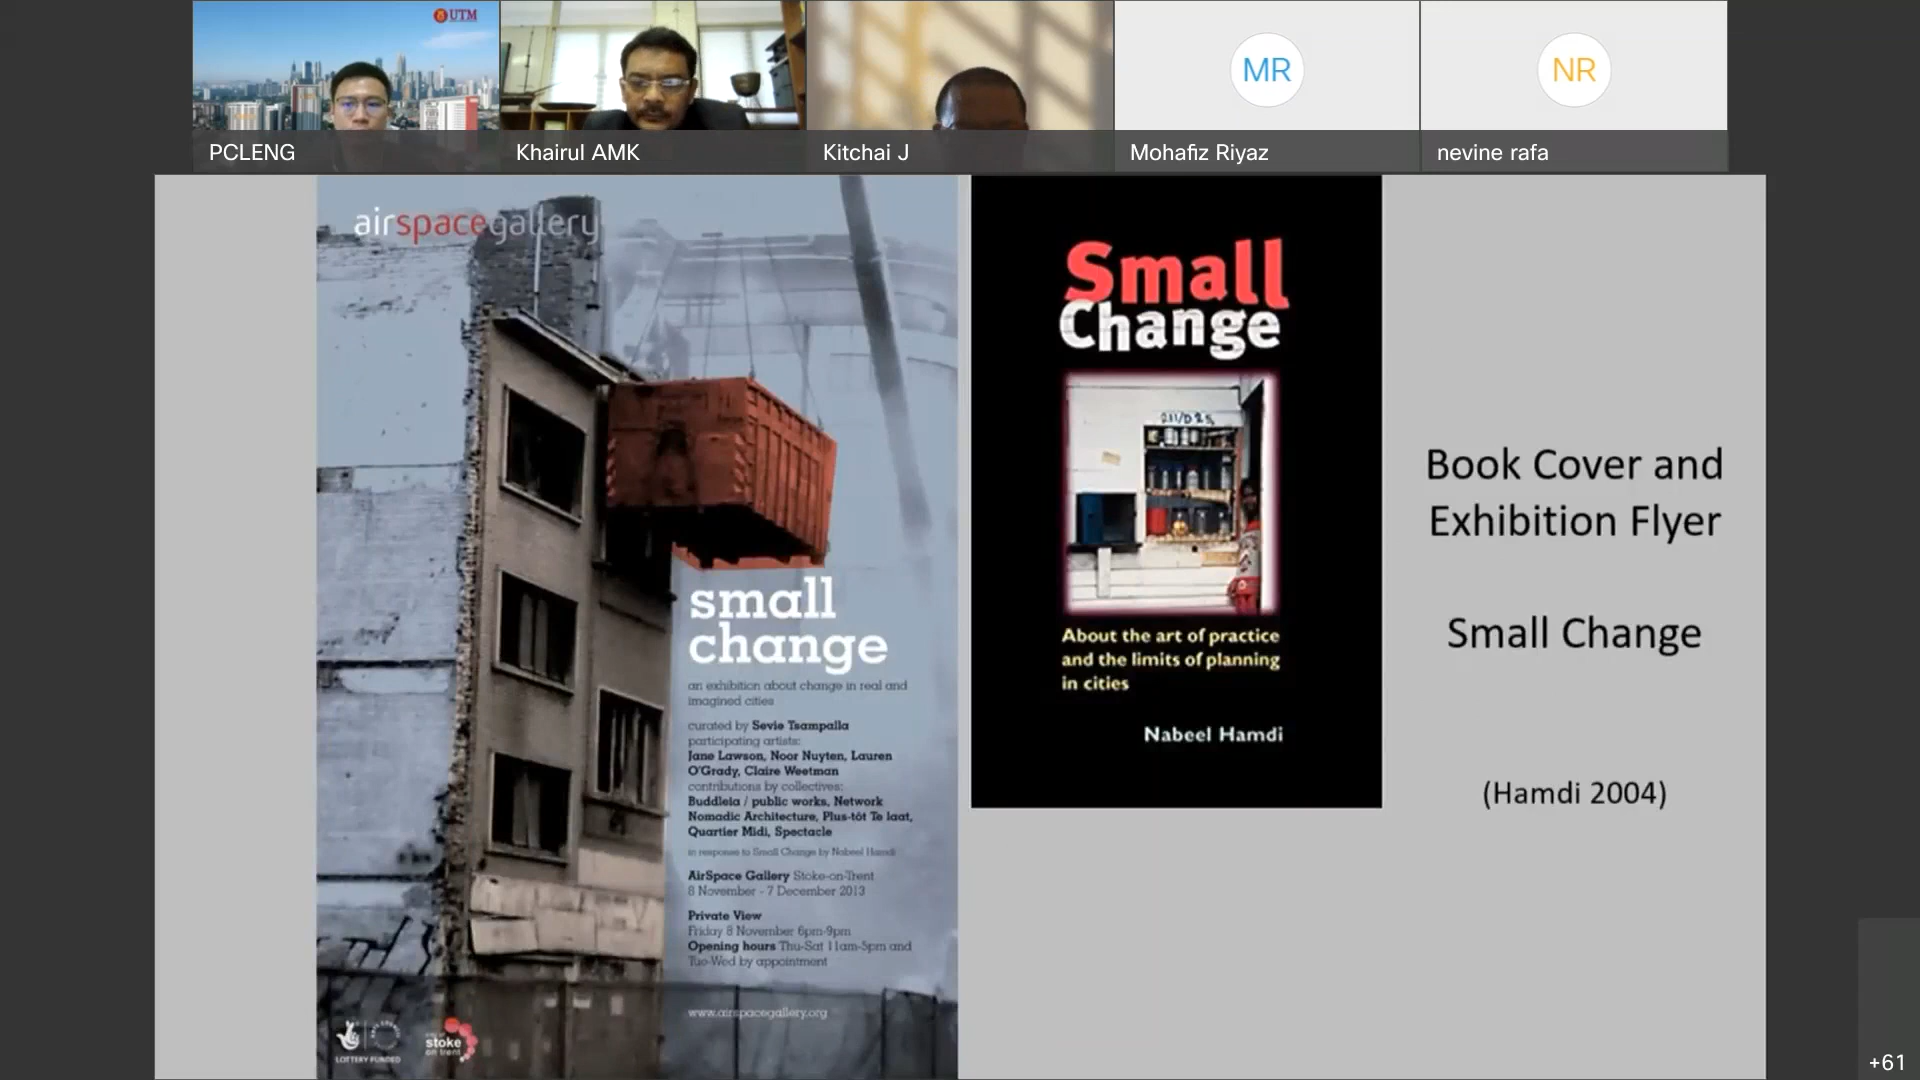 UTM
MR
NR
PCLENG
Khairul AMK
Kitchai J
Mohafiz Riyaz
nevine rafa
airspacegallery
small
change
an exhibition about change in real and
imagined cities
curated by Sevie Tsampalla
participating artists:
Jane Lawson, Noor Nuyten, Lauren
O'Grady, Claire Weetman
contributions by collectives:
Buddleia / public works, Network
Nomadic Architecture, Plus-tôt Te laat,
Quartier Midi, Spectacle
in response to Small Change by Nabeel Hamdi
AirSpace Gallery Stoke-on-Trent
8 November - 7 December 2013
Private View
Friday 8 November 6pm-9pm
Opening hours Thu-Sat 11am-5pm and
Tue-Wed by appointment
www.airspacegallery.org
LOTTERY FUNDED
city of
stoke
on trent
Small
Change
About the art of practice
and the limits of planning
in cities
Nabeel Hamdi
Book Cover and
Exhibition Flyer
Small Change
(Hamdi 2004)
+61